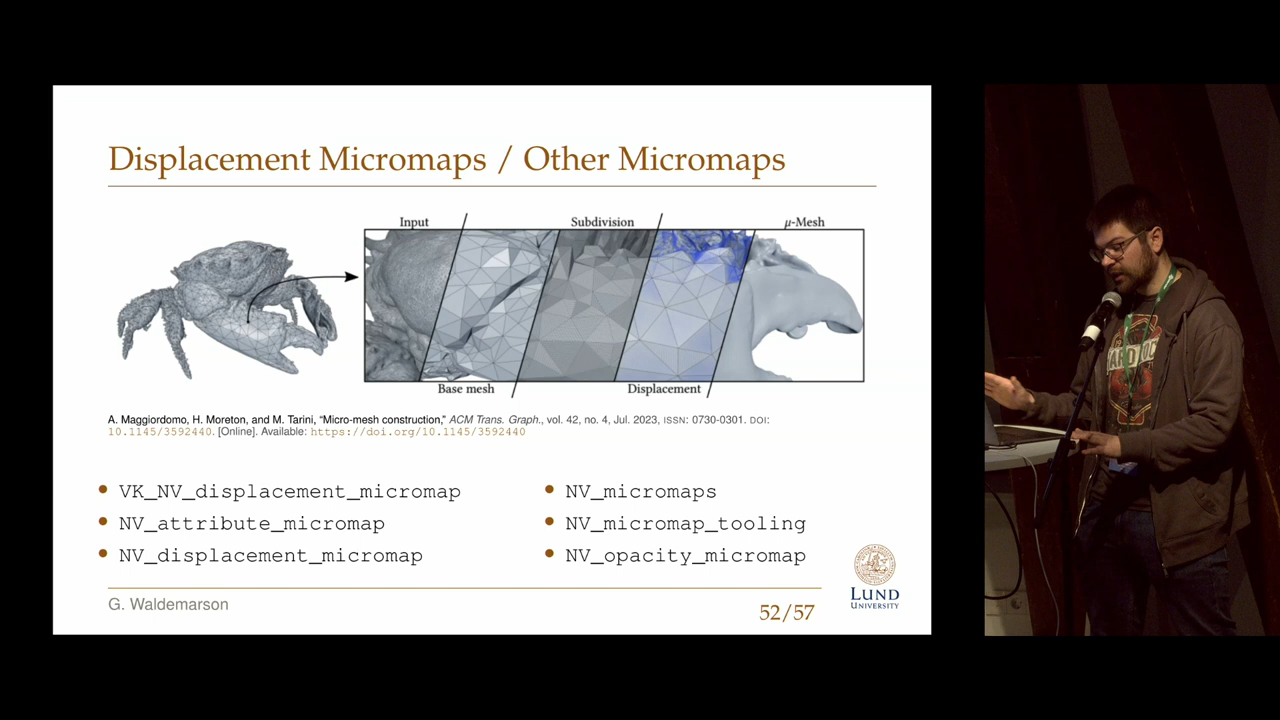 Displacement Micromaps / Other Micromaps
Input
Subdivision
μ-Mesh
Base mesh
Displacement
A. Maggiordomo, H. Moreton, and M. Tarini, “Micro-mesh construction,” ACM Trans. Graph., vol. 42, no. 4, Jul. 2023, ISSN: 0730-0301. DOI:
10.1145/3592440. [Online]. Available: https://doi.org/10.1145/3592440
• VK_NV_displacement_micromap
• NV_attribute_micromap
• NV_displacement_micromap
• NV_micromaps
• NV_micromap_tooling
• NV_opacity_micromap
G. Waldemarson
52/57
LUND
UNIVERSITY